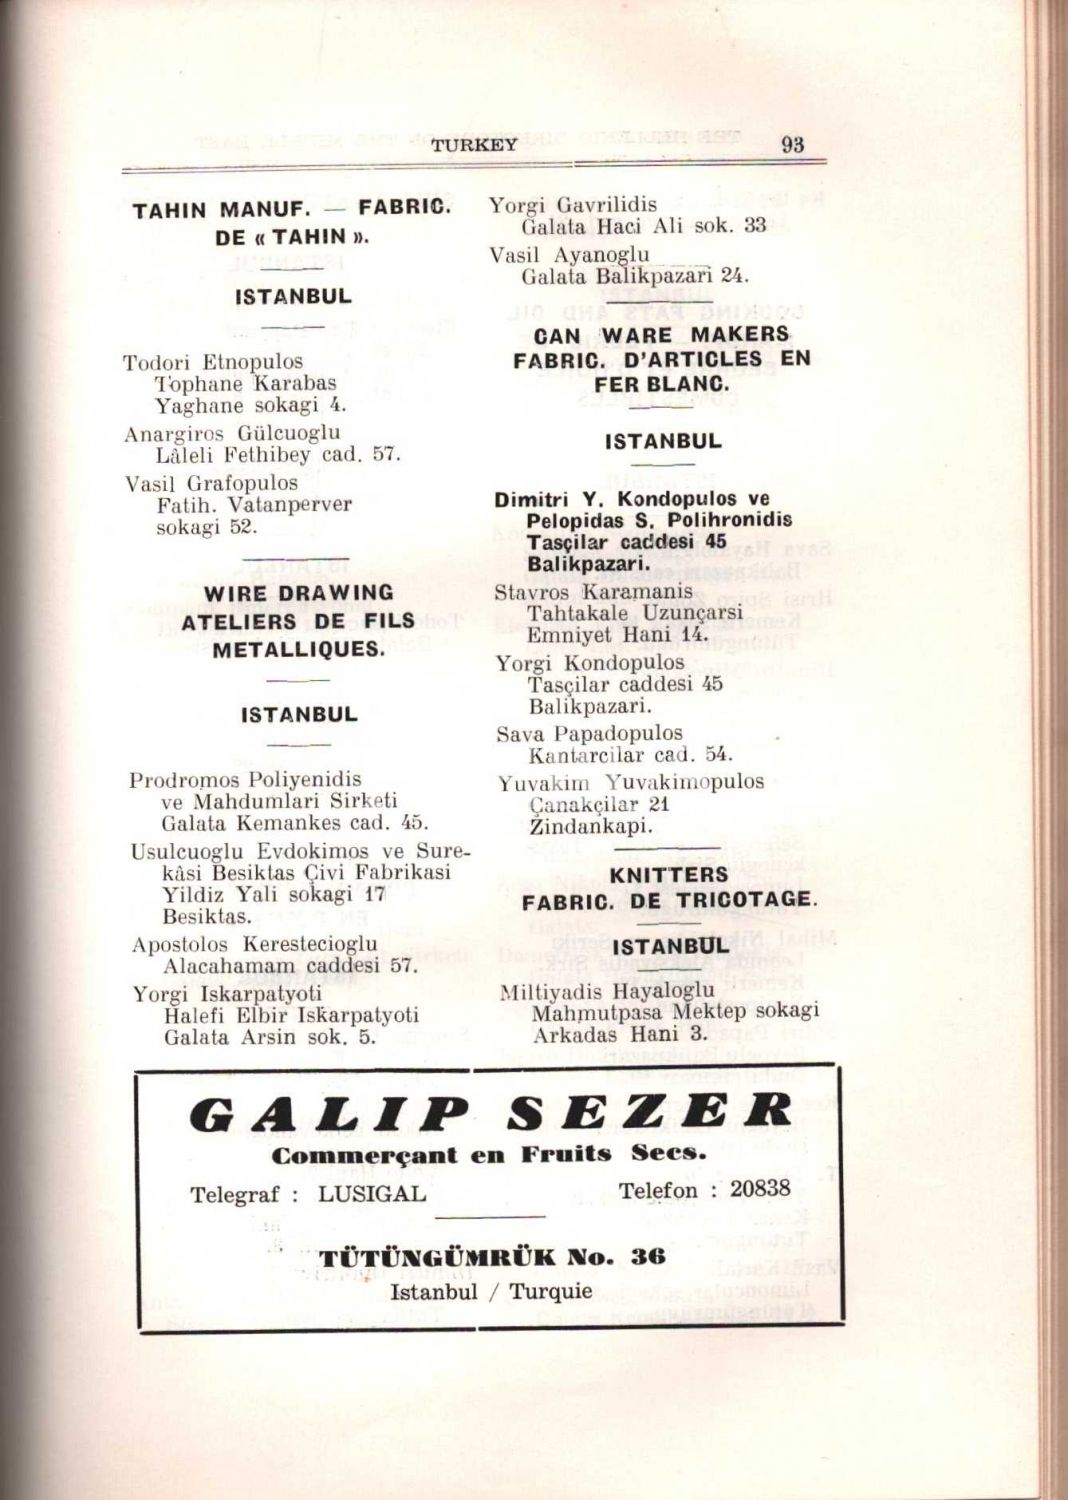 TURKEY 93
TAHIN MANUF. — FABRIC.
DE « TAHIN ».
ISTANBUL
Todori Etnopulos
Tophane Karabas
Yaghane sokagi 4.
Anargiros Gülcuoglu
Lâleli Fethibey cad. 57.
Vasil Grafopulos
Fatih. Vatanperver
sokagi 52.
WIRE DRAWING
ATELIERS DE FILS
METALLIQUES.
ISTANBUL
Prodromos Poliyenidis
ve Mahdumlari Sirketi
Galata Kemankes cad. 45.
Usulcuoglu Evdokimos ve Sure-
kâsi Besiktas Çivi Fabrikasi
Yildiz Yali sokagi 17
Besiktas.
Apostolos Kerestecioglu
Alacahamam caddesi 57.
Yorgi Iskarpatyoti
Halefi Elbir Iskarpatyoti
Galata Arsin sok. 5.
Yorgi Gavrilidis
Galata Haci Ali sok. 33
Vasil Ayanoglu
Galata Balikpazari 24.
CAN WARE MAKERS
FABRIC. D'ARTICLES EN
FER BLANC.
ISTANBUL
Dimitri Y. Kondopulos ve
Pelopidas S. Polihronidis
Tasçilar caddesi 45
Balikpazari.
Stavros Karamanis
Tahtakale Uzunçarsi
Emniyet Hani 14.
Yorgi Kondopulos
Tasçilar caddesi 45
Balikpazari.
Sava Papadopulos
Kantarcilar cad. 54.
Yuvakim Yuvakimopulos
Çanakçilar 21
Zindankapi.
KNITTERS
FABRIC. DE TRICOTAGE.
ISTANBUL
Miltiyadis Hayaloglu
Mahmutpasa Mektep sokagi
Arkadas Hani 3.
GALIP SEZER
Commerçant en Fruits Secs.
Telegraf : LUSIGAL Telefon : 20838
TÜTÜNGÜMRÜK No. 36
Istanbul / Turquie